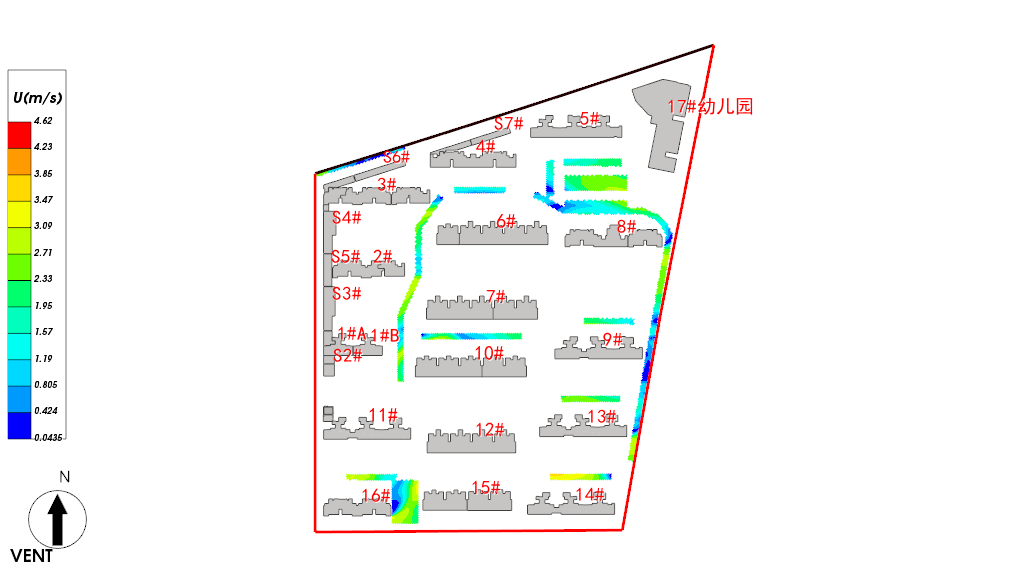 U(m/s)
4.62
4.23
3.85
3.47
3.09
2.71
2.33
1.95
1.57
1.19
0.805
0.424
0.0435
N
VENT
17#幼儿园
S7#
5#
4#
S6#
3#
S4#
6#
8#
S5#
2#
S3#
7#
1#A
1#B
9#
S2#
10#
11#
13#
12#
16#
15#
14#